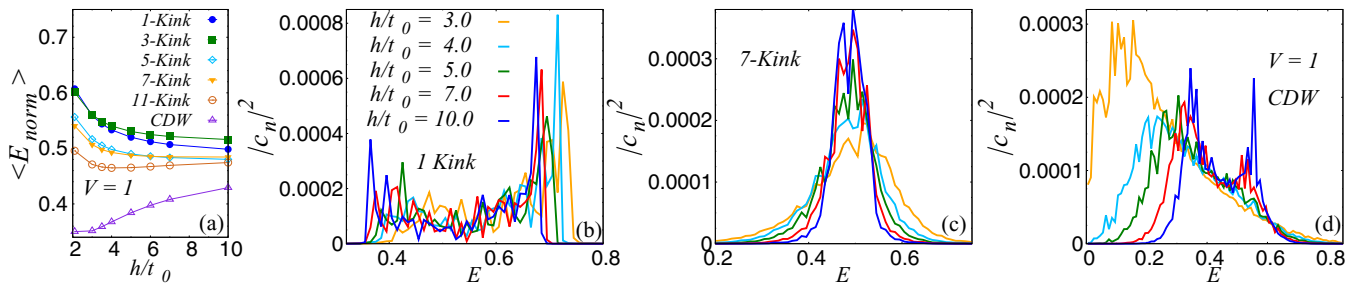 0.7
0.6
0.5
0.4
<E_norm>
1-Kink
3-Kink
5-Kink
7-Kink
11-Kink
CDW
V = 1
(a)
2 4 6 8 10
h/t_0
0.0008
0.0006
0.0004
0.0002
0
|c_n|^2
h/t_0 = 3.0
h/t_0 = 4.0
h/t_0 = 5.0
h/t_0 = 7.0
h/t_0 = 10.0
1 Kink
(b)
0.4 0.6 0.8
E
0.0003
0.0002
0.0001
0
|c_n|^2
7-Kink
(c)
0.2 0.4 0.6
E
0.0003
0.0002
0.0001
0
|c_n|^2
V = 1
CDW
(d)
0 0.2 0.4 0.6 0.8
E